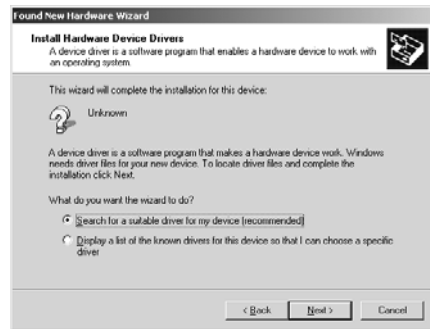 Found New Hardware Wizard
Install Hardware Device Drivers
A device driver is a software program that enables a hardware device to work with
an operating system.
This wizard will complete the installation for this device:
Unknown
A device driver is a software program that makes a hardware device work. Windows
needs driver files for your new device. To locate driver files and complete the
installation click Next.
What do you want the wizard to do?
Search for a suitable driver for my device (recommended)
Display a list of the known drivers for this device so that I can choose a specific
driver
< Back Next > Cancel